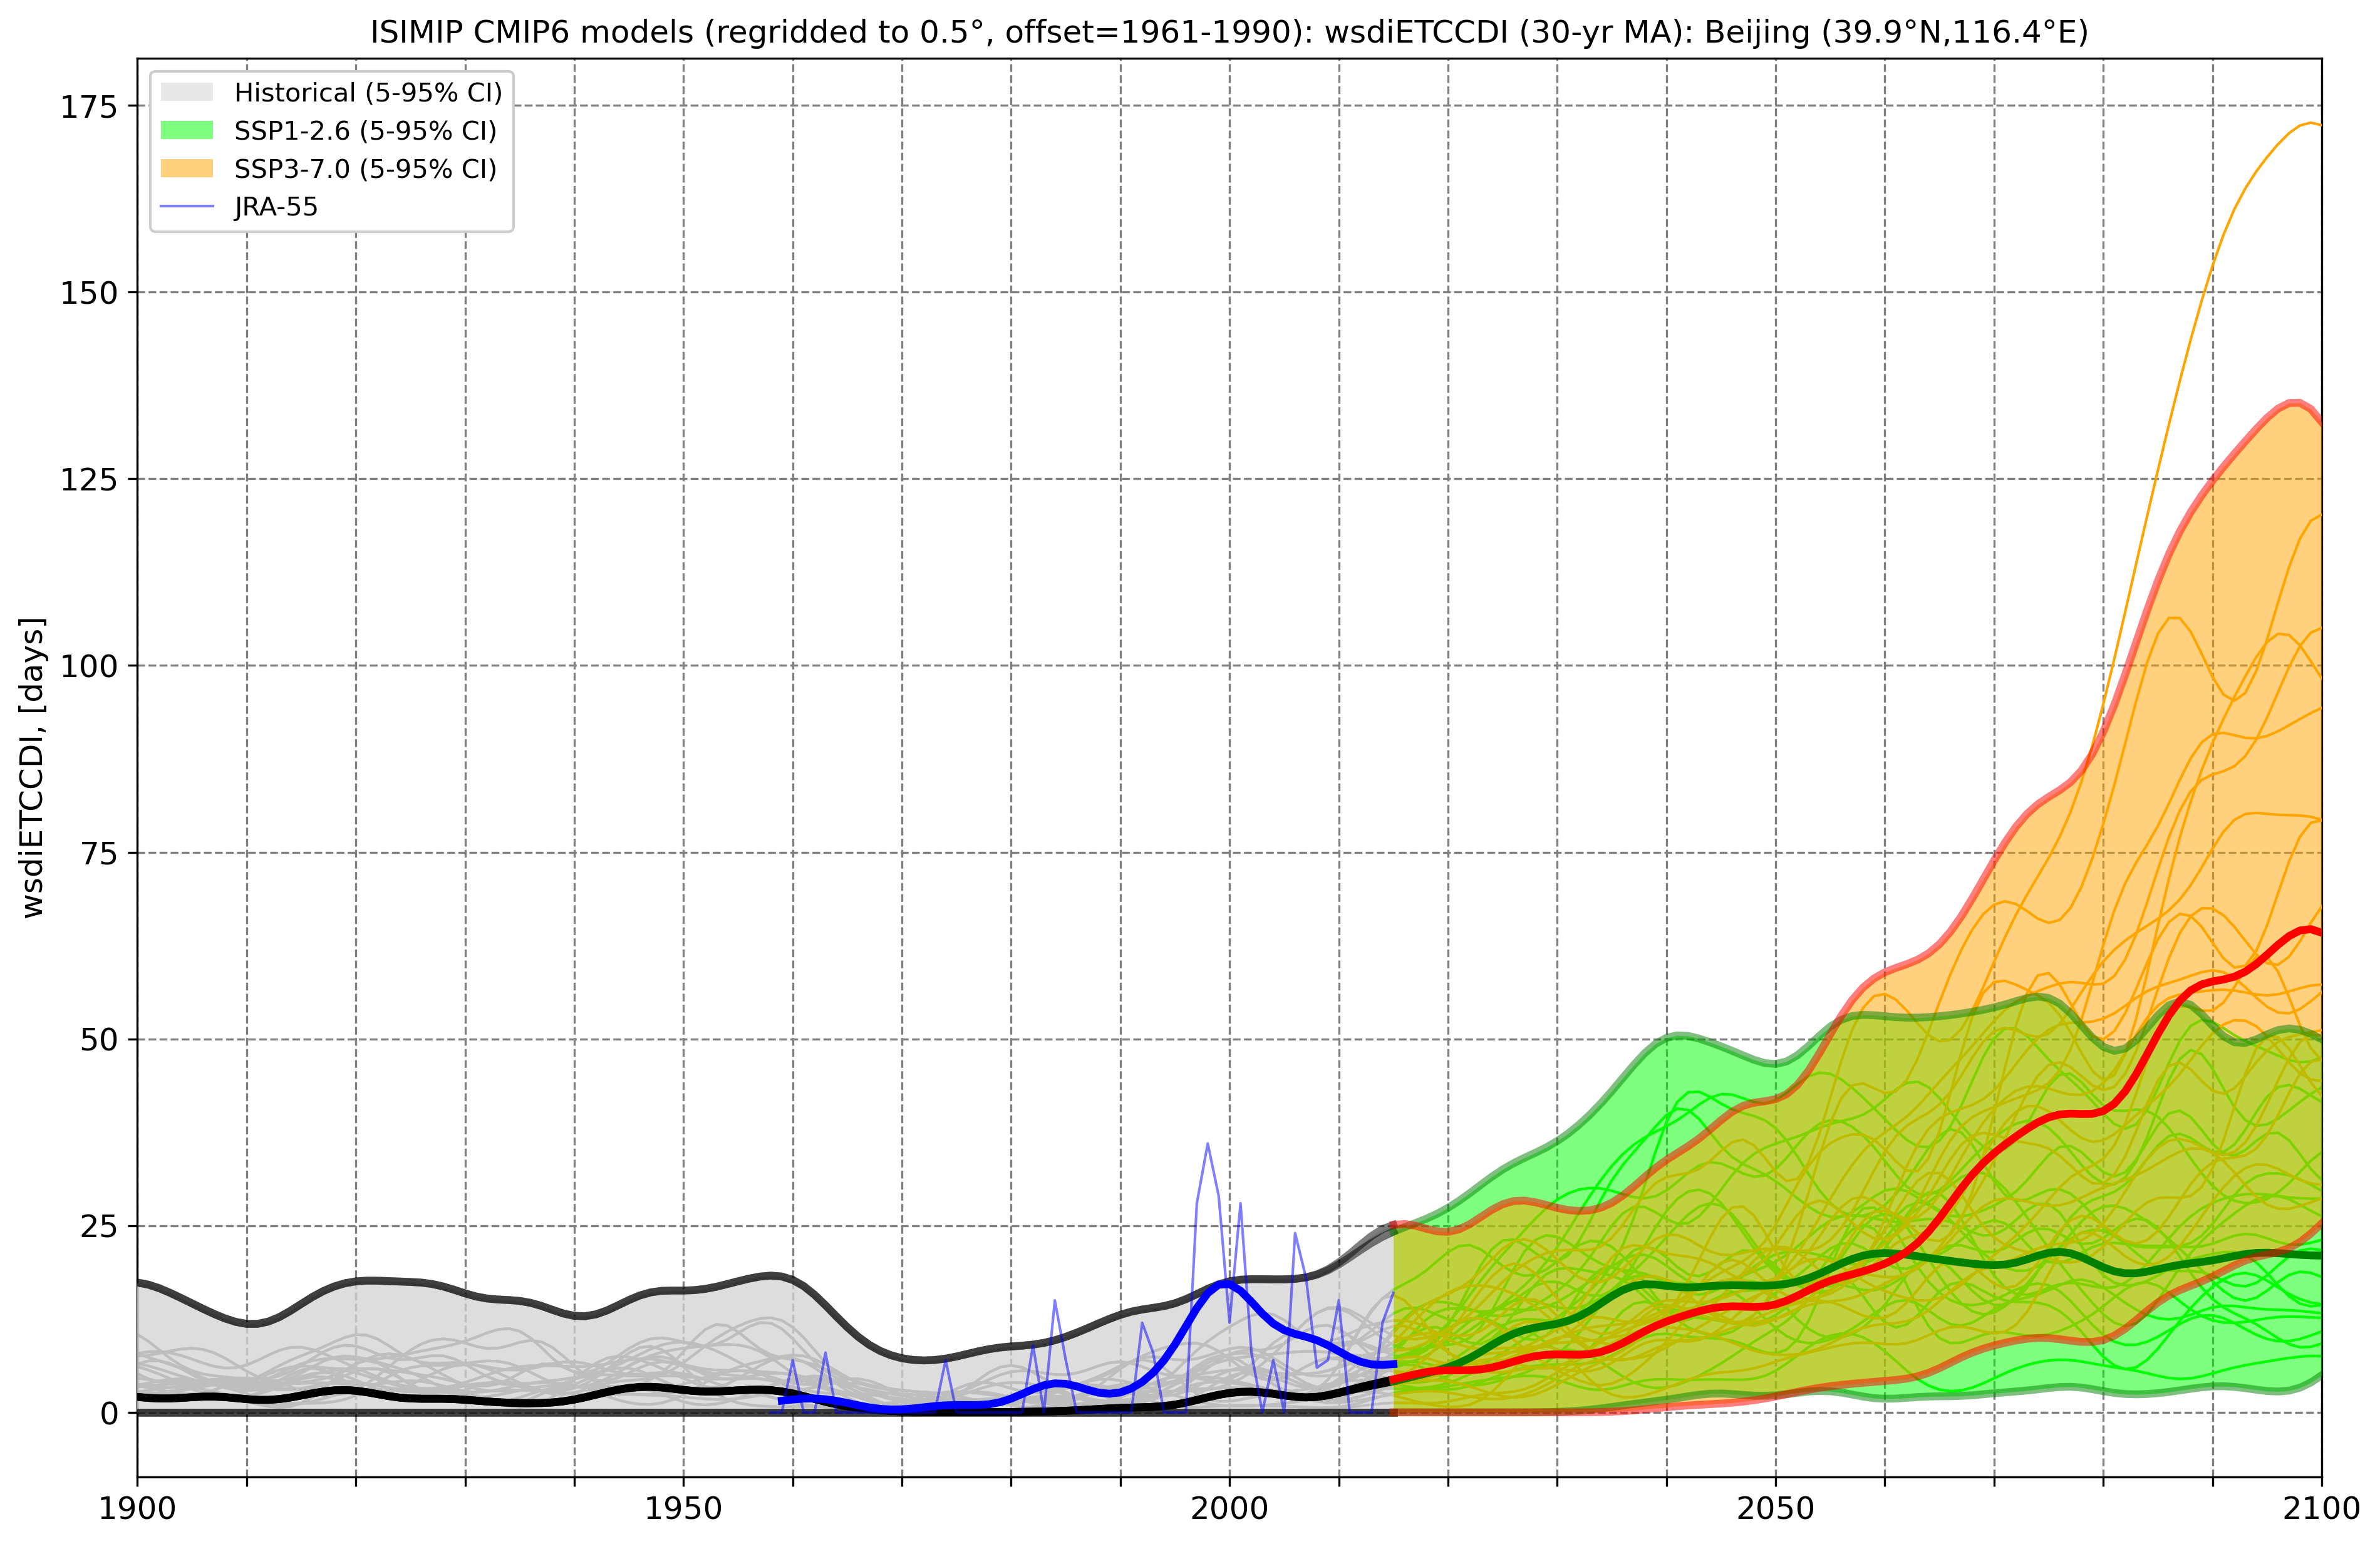 ISIMIP CMIP6 models (regridded to 0.5°, offset=1961-1990): wsdiETCCDI (30-yr MA): Beijing (39.9°N,116.4°E)
Historical (5-95% CI)
SSP1-2.6 (5-95% CI)
SSP3-7.0 (5-95% CI)
JRA-55
wsdiETCCDI, [days]
175
150
125
100
75
50
25
0
1900
1950
2000
2050
2100